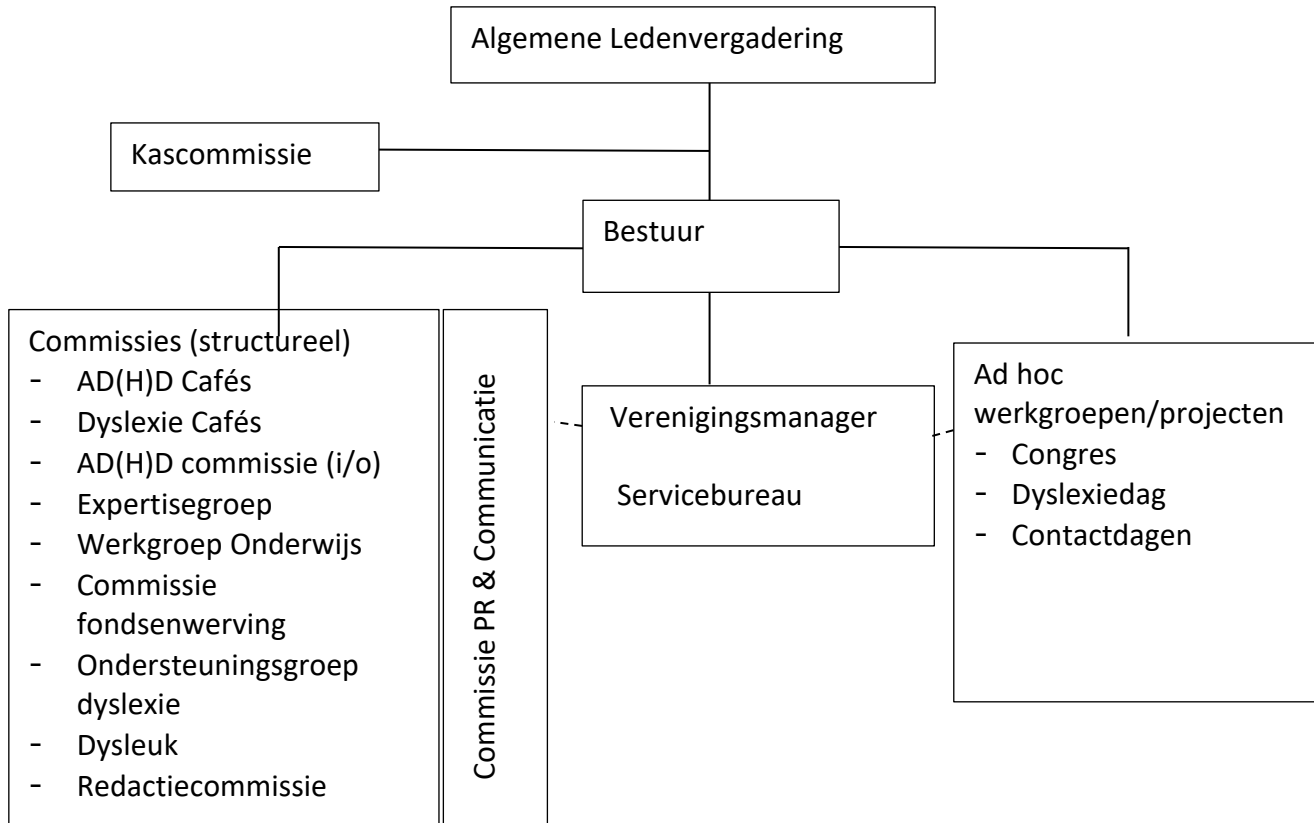 Algemene Ledenvergadering
Kascommissie
Bestuur
Commissies (structureel)
- AD(H)D Cafés
- Dyslexie Cafés
- AD(H)D commissie (i/o)
- Expertisegroep
- Werkgroep Onderwijs
- Commissie
fondsenwerving
- Ondersteuningsgroep
dyslexie
- Dysleuk
- Redactiecommissie
Commissie PR & Communicatie
Verenigingsmanager
Servicebureau
Ad hoc
werkgroepen/projecten
- Congres
- Dyslexiedag
- Contactdagen